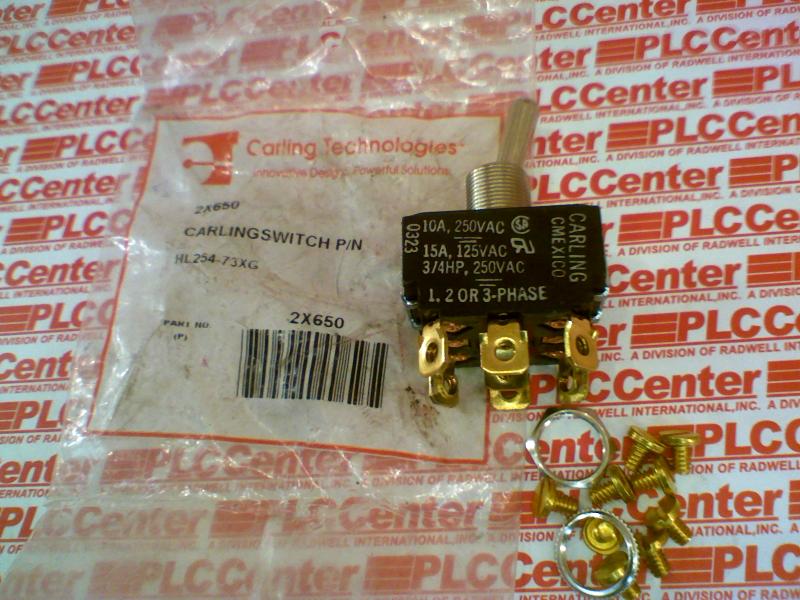 Carling Technologies
Innovative Designs. Powerful Solutions.
2X650
CARLINGSWITCH P/N
HL254-73XG
PART NO.
(P)
2X650
10A, 250VAC
15A, 125VAC
3/4HP, 250VAC
1, 2 OR 3-PHASE
0323
CARLING
CMEXICO
PLCCenter
A DIVISION OF RADWELL INTERNATIONAL, INC.